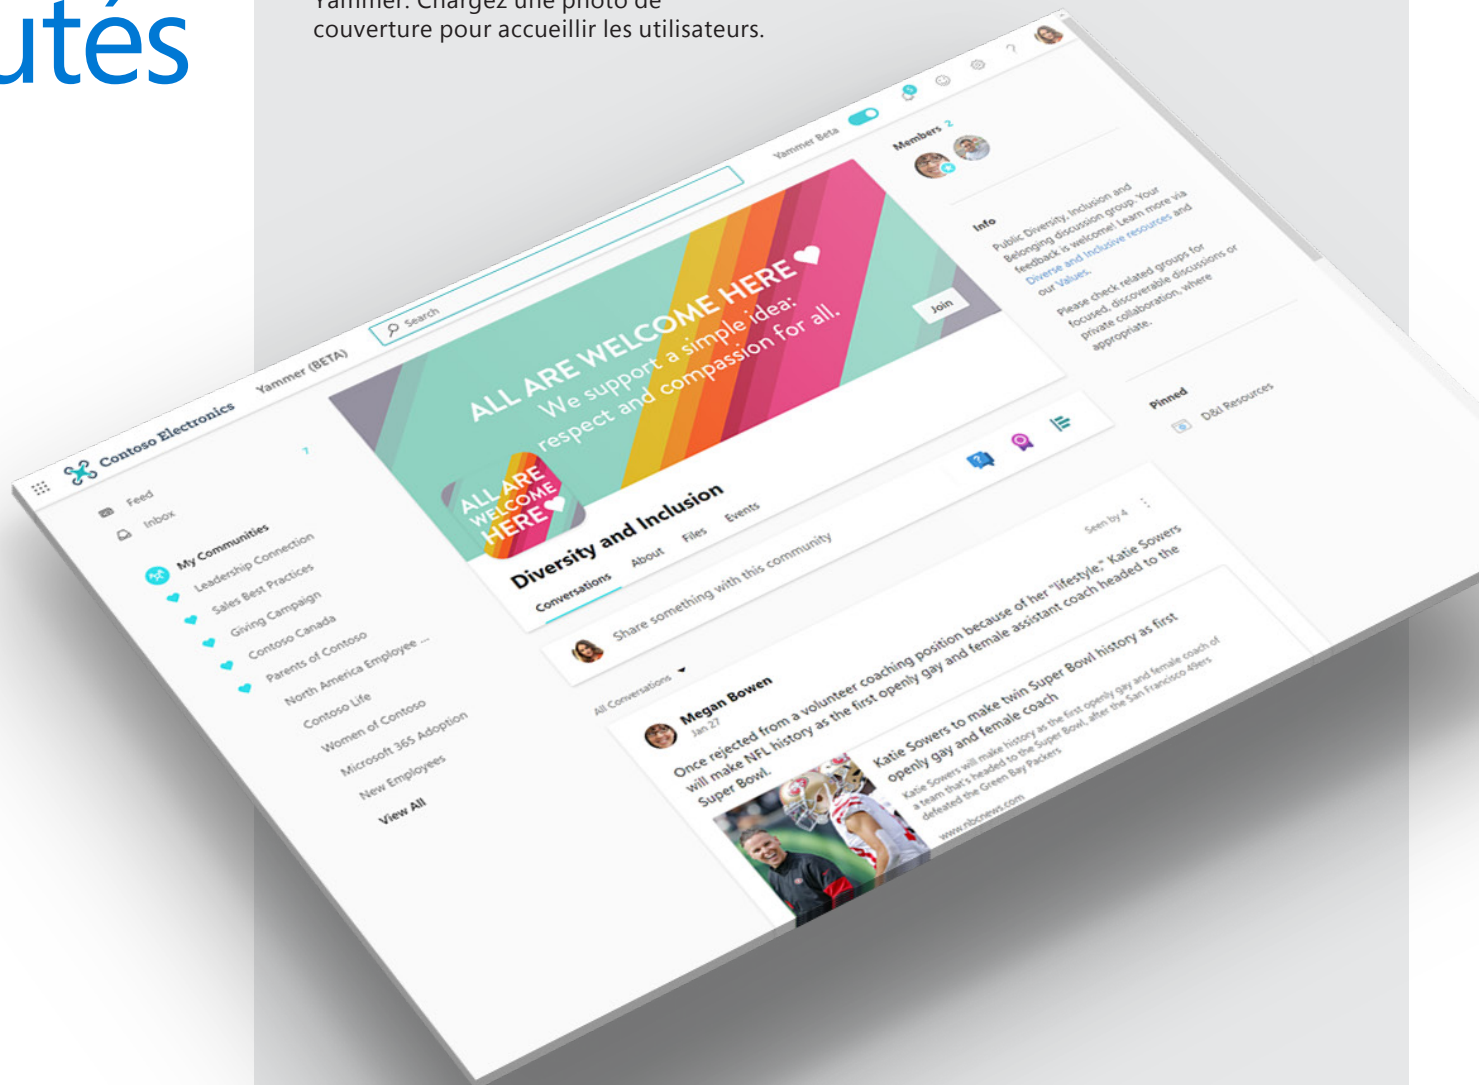 utés
Yammer. Chargez une photo de
couverture pour accueillir les utilisateurs.
Contoso Electronics
Yammer (BETA)
Search
Yammer Beta
5
?
7
Feed
Inbox
My Communities
Leadership Connection
Sales Best Practices
Giving Campaign
Contoso Canada
Parents of Contoso
North America Employee ...
Contoso Life
Women of Contoso
Microsoft 365 Adoption
New Employees
View All
ALL ARE WELCOME HERE
We support a simple idea:
respect and compassion for all.
Join
ALL ARE
WELCOME
HERE
Diversity and Inclusion
Conversations About Files Events
Share something with this community
All Conversations
Megan Bowen
Jan 27
Seen by 4
Once rejected from a volunteer coaching position because of her "lifestyle," Katie Sowers
will make NFL history as the first openly gay and female assistant coach headed to the
Super Bowl.
Katie Sowers to make twin Super Bowl history as first
openly gay and female coach
Katie Sowers will make history as the first openly gay and female coach of
a team that's headed to the Super Bowl, after the San Francisco 49ers
defeated the Green Bay Packers
www.nbcnews.com
Members 2
Info
Public Diversity, Inclusion and
Belonging discussion group. Your
feedback is welcome! Learn more via
Diverse and Inclusive resources and
our Values.
Please check related groups for
focused, discoverable discussions or
private collaboration, where
appropriate.
Pinned
D&I Resources